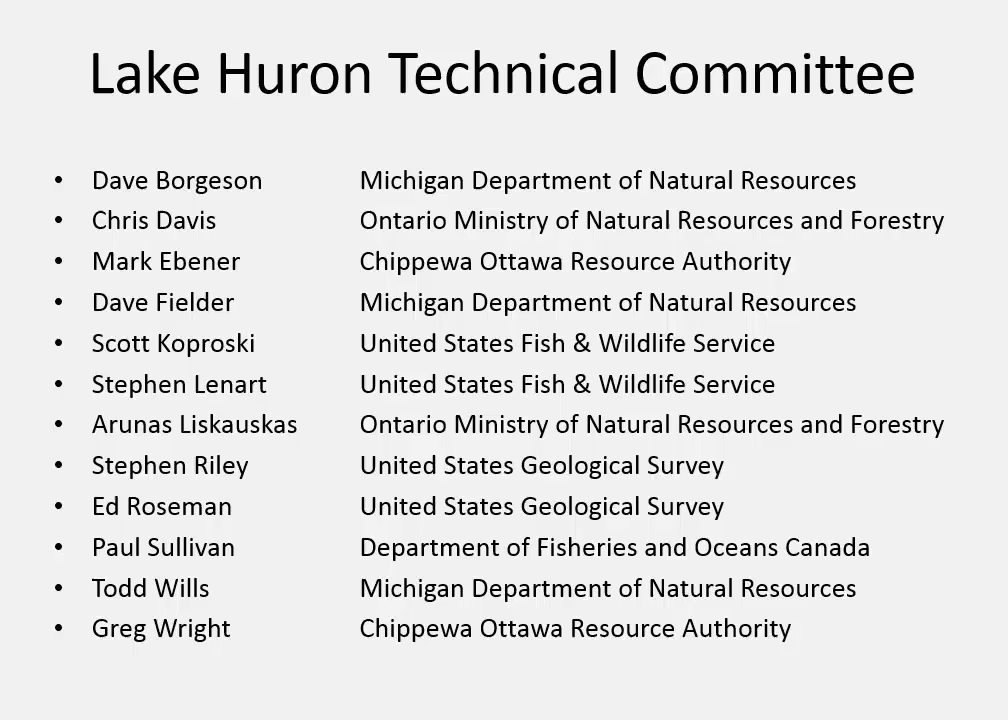 Lake Huron Technical Committee
• Dave Borgeson Michigan Department of Natural Resources
• Chris Davis Ontario Ministry of Natural Resources and Forestry
• Mark Ebener Chippewa Ottawa Resource Authority
• Dave Fielder Michigan Department of Natural Resources
• Scott Koproski United States Fish & Wildlife Service
• Stephen Lenart United States Fish & Wildlife Service
• Arunas Liskauskas Ontario Ministry of Natural Resources and Forestry
• Stephen Riley United States Geological Survey
• Ed Roseman United States Geological Survey
• Paul Sullivan Department of Fisheries and Oceans Canada
• Todd Wills Michigan Department of Natural Resources
• Greg Wright Chippewa Ottawa Resource Authority